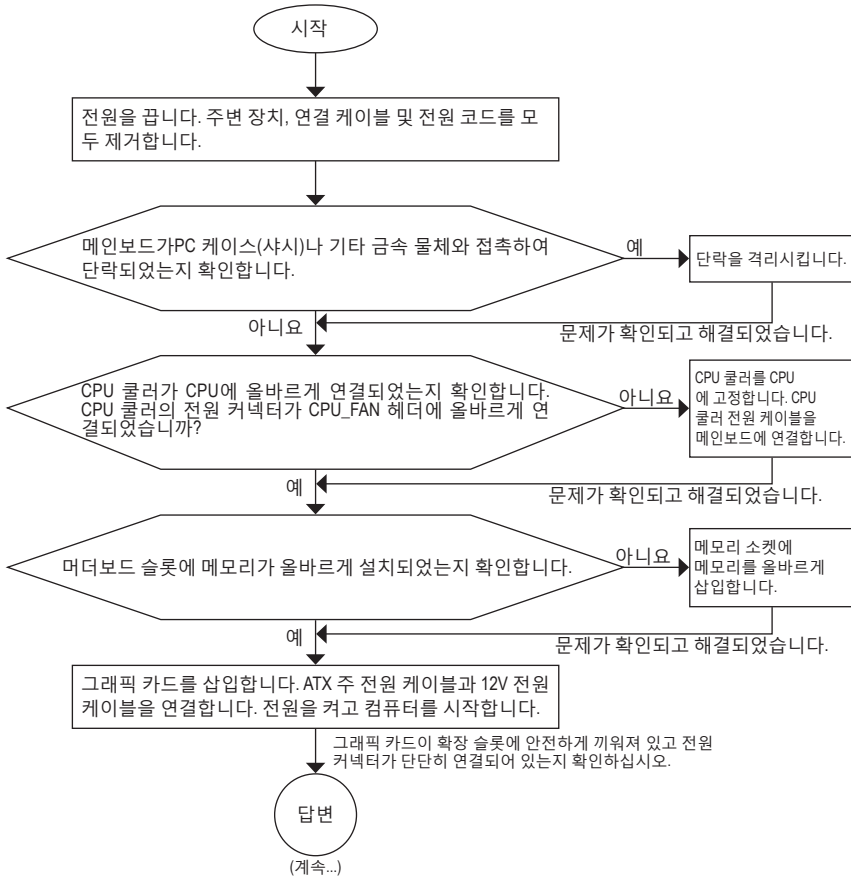 시작
전원을 끕니다. 주변 장치, 연결 케이블 및 전원 코드를 모
두 제거합니다.
메인보드가PC 케이스(샤시)나 기타 금속 물체와 접촉하여
단락되었는지 확인합니다.
예
단락을 격리시킵니다.
아니요
문제가 확인되고 해결되었습니다.
CPU 쿨러가 CPU에 올바르게 연결되었는지 확인합니다.
CPU 쿨러의 전원 커넥터가 CPU_FAN 헤더에 올바르게 연
결되었습니까?
아니요
CPU 쿨러를 CPU
에 고정합니다. CPU
쿨러 전원 케이블을
메인보드에 연결합니다.
예
문제가 확인되고 해결되었습니다.
머더보드 슬롯에 메모리가 올바르게 설치되었는지 확인합니다.
아니요
메모리 소켓에
메모리를 올바르게
삽입합니다.
예
문제가 확인되고 해결되었습니다.
그래픽 카드를 삽입합니다. ATX 주 전원 케이블과 12V 전원
케이블을 연결합니다. 전원을 켜고 컴퓨터를 시작합니다.
그래픽 카드이 확장 슬롯에 안전하게 끼워져 있고 전원
커넥터가 단단히 연결되어 있는지 확인하십시오.
답변
(계속...)